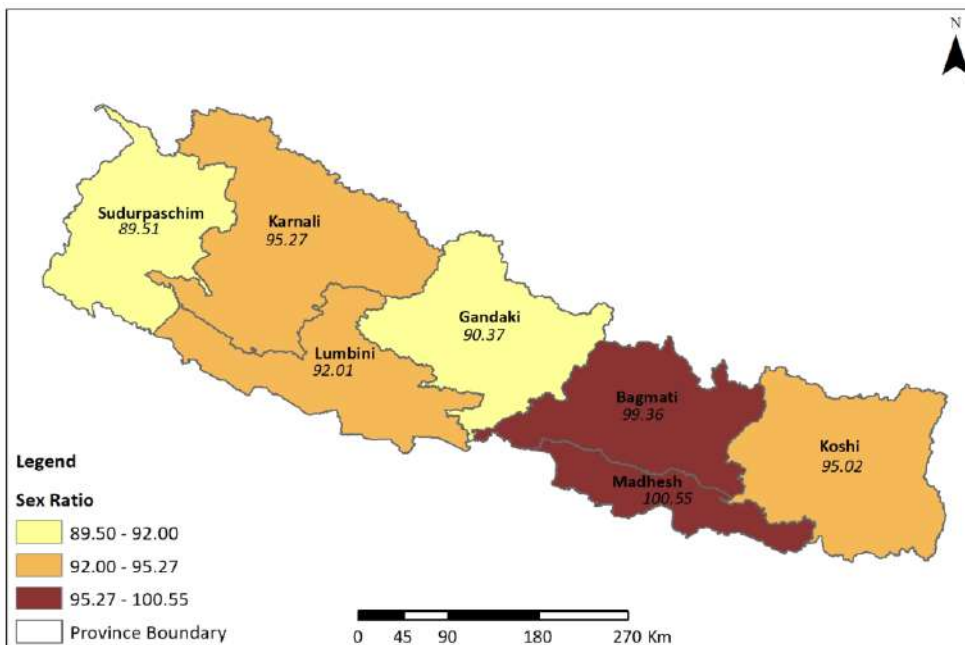 N
Sudurpaschim
89.51
Karnali
95.27
Gandaki
90.37
Lumbini
92.01
Bagmati
99.36
Koshi
95.02
Madhesh
100.55
Legend
Sex Ratio
89.50 - 92.00
92.00 - 95.27
95.27 - 100.55
Province Boundary
0 45 90 180 270 Km